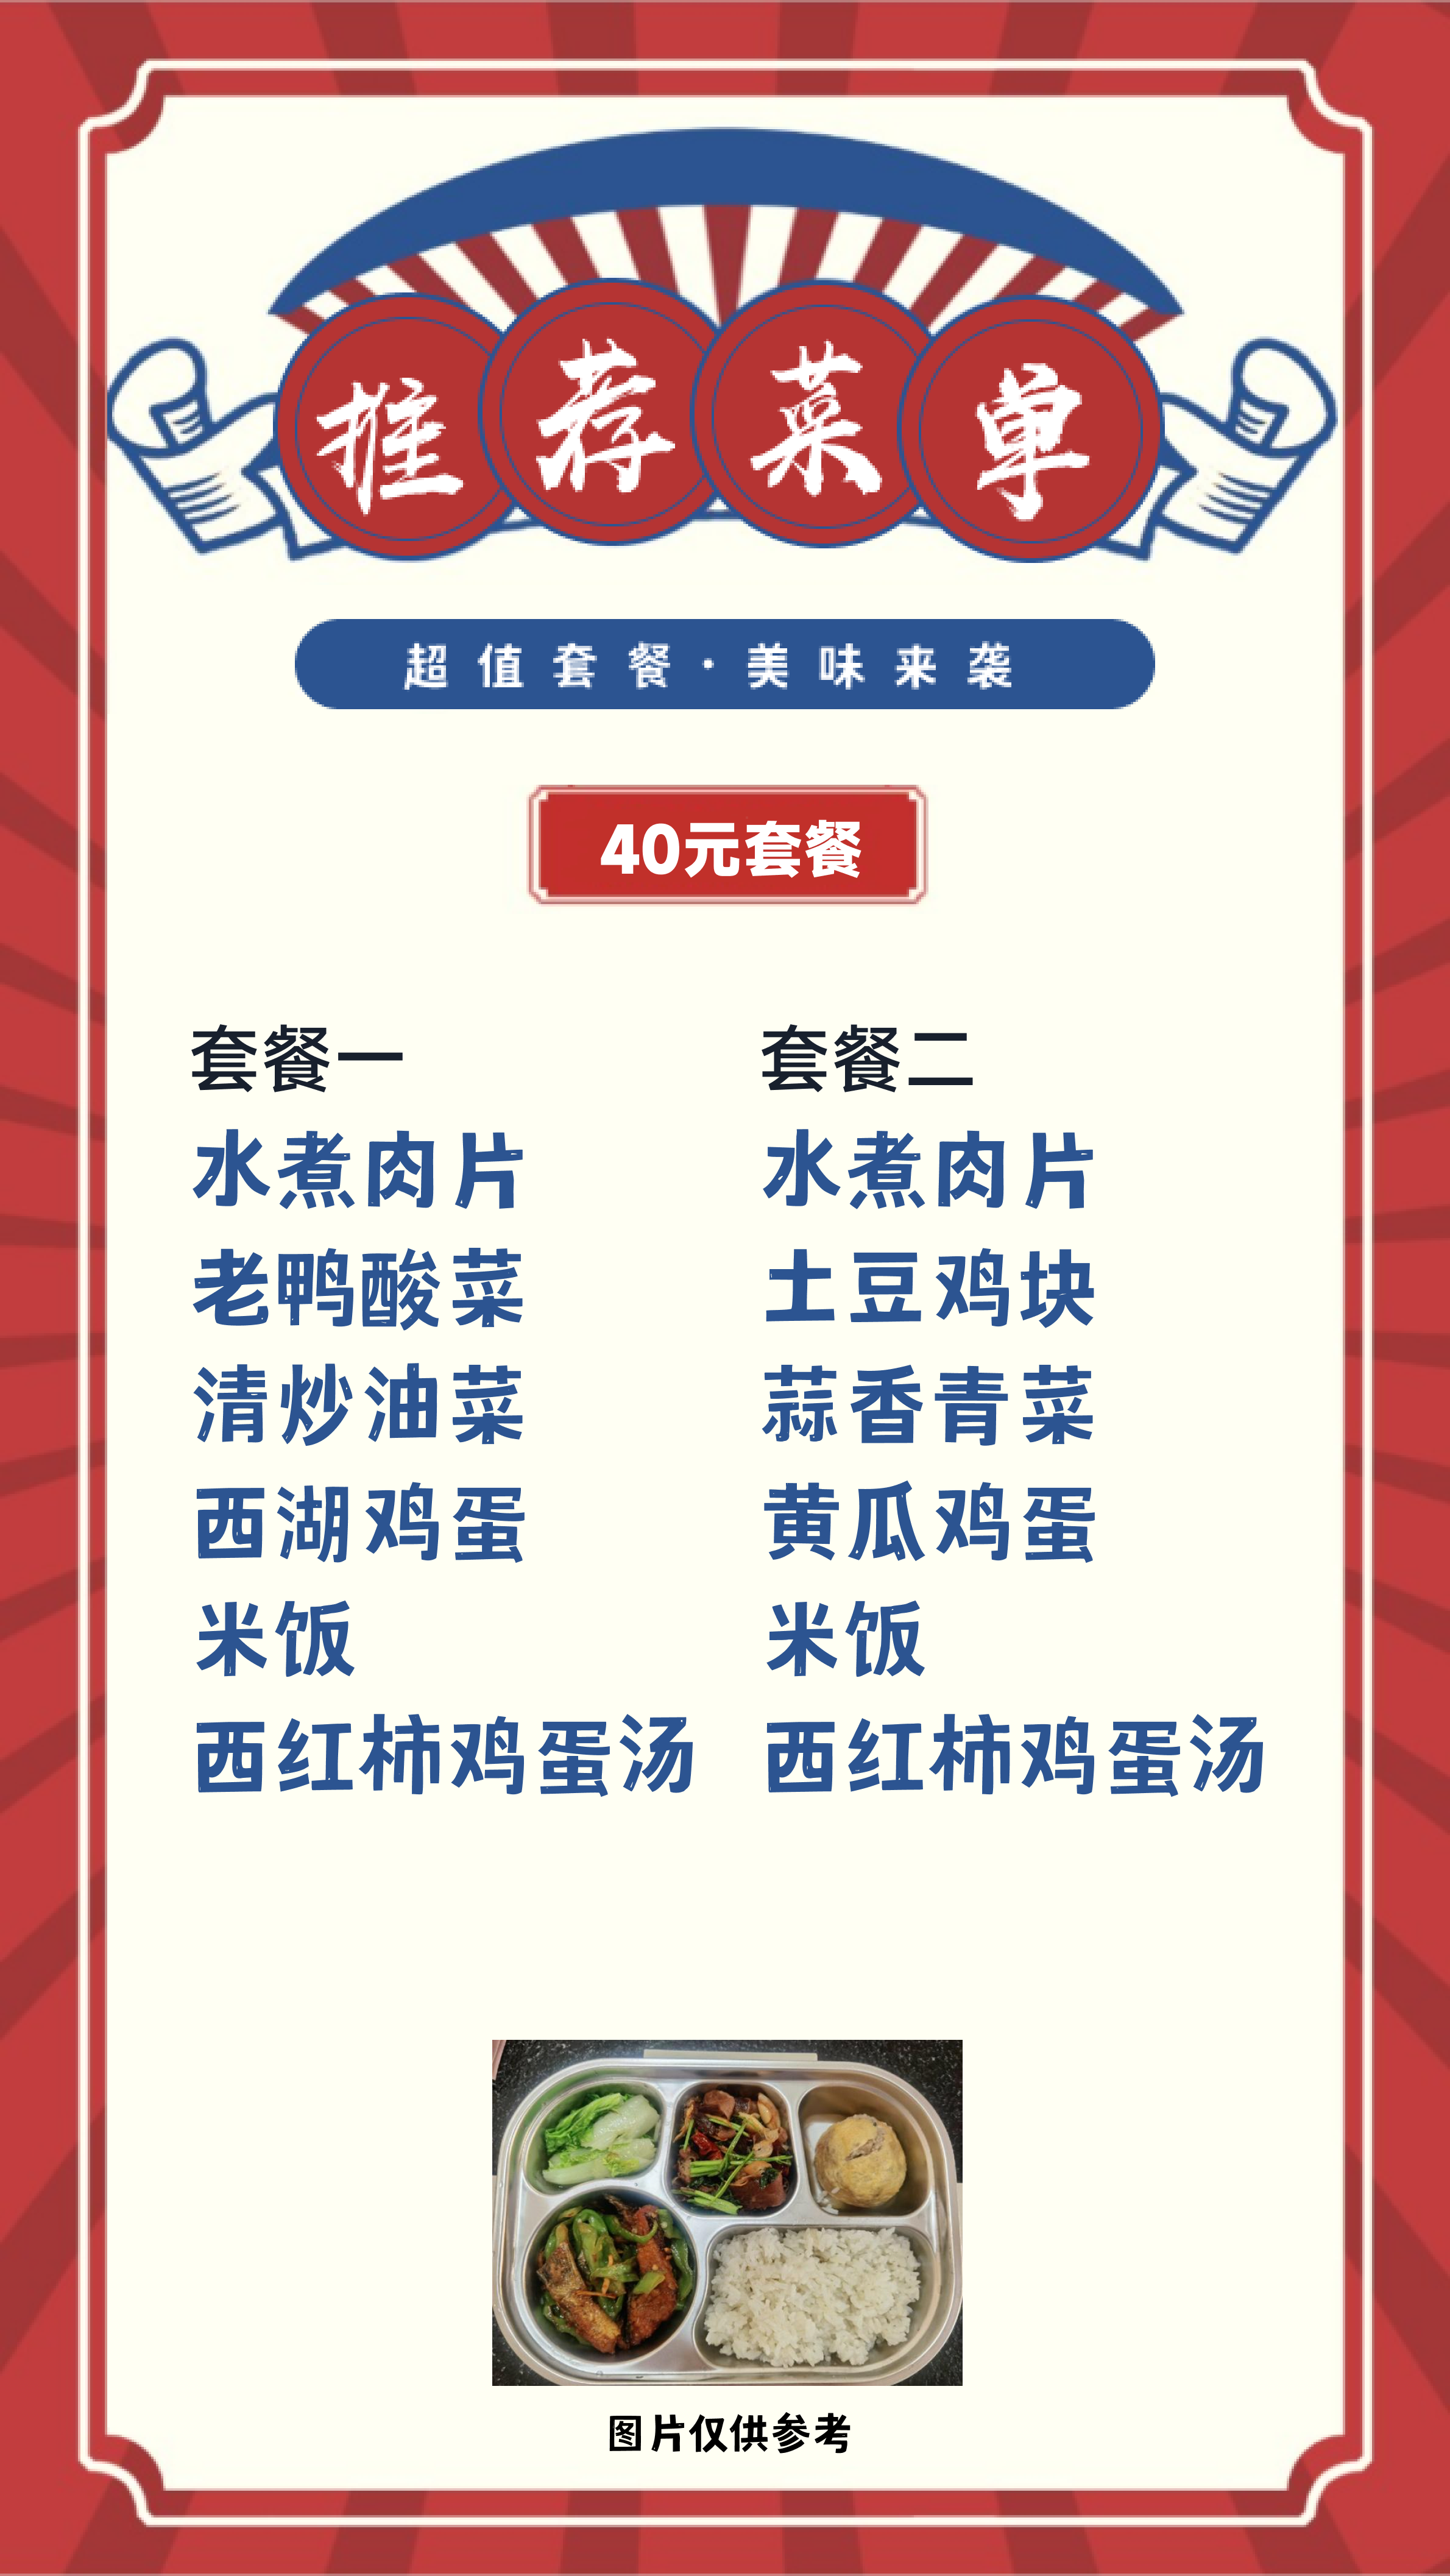 推荐菜单
超值套餐·美味来袭
40元套餐
套餐一
水煮肉片
老鸭酸菜
清炒油菜
西湖鸡蛋
米饭
西红柿鸡蛋汤
套餐二
水煮肉片
土豆鸡块
蒜香青菜
黄瓜鸡蛋
米饭
西红柿鸡蛋汤
图片仅供参考